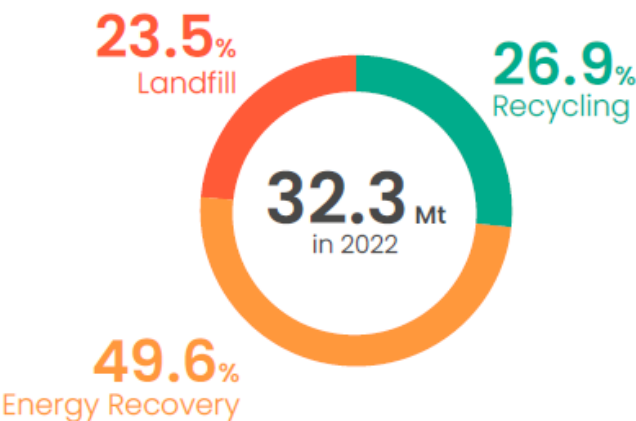 23.5%
Landfill
26.9%
Recycling
32.3 Mt
in 2022
49.6%
Energy Recovery